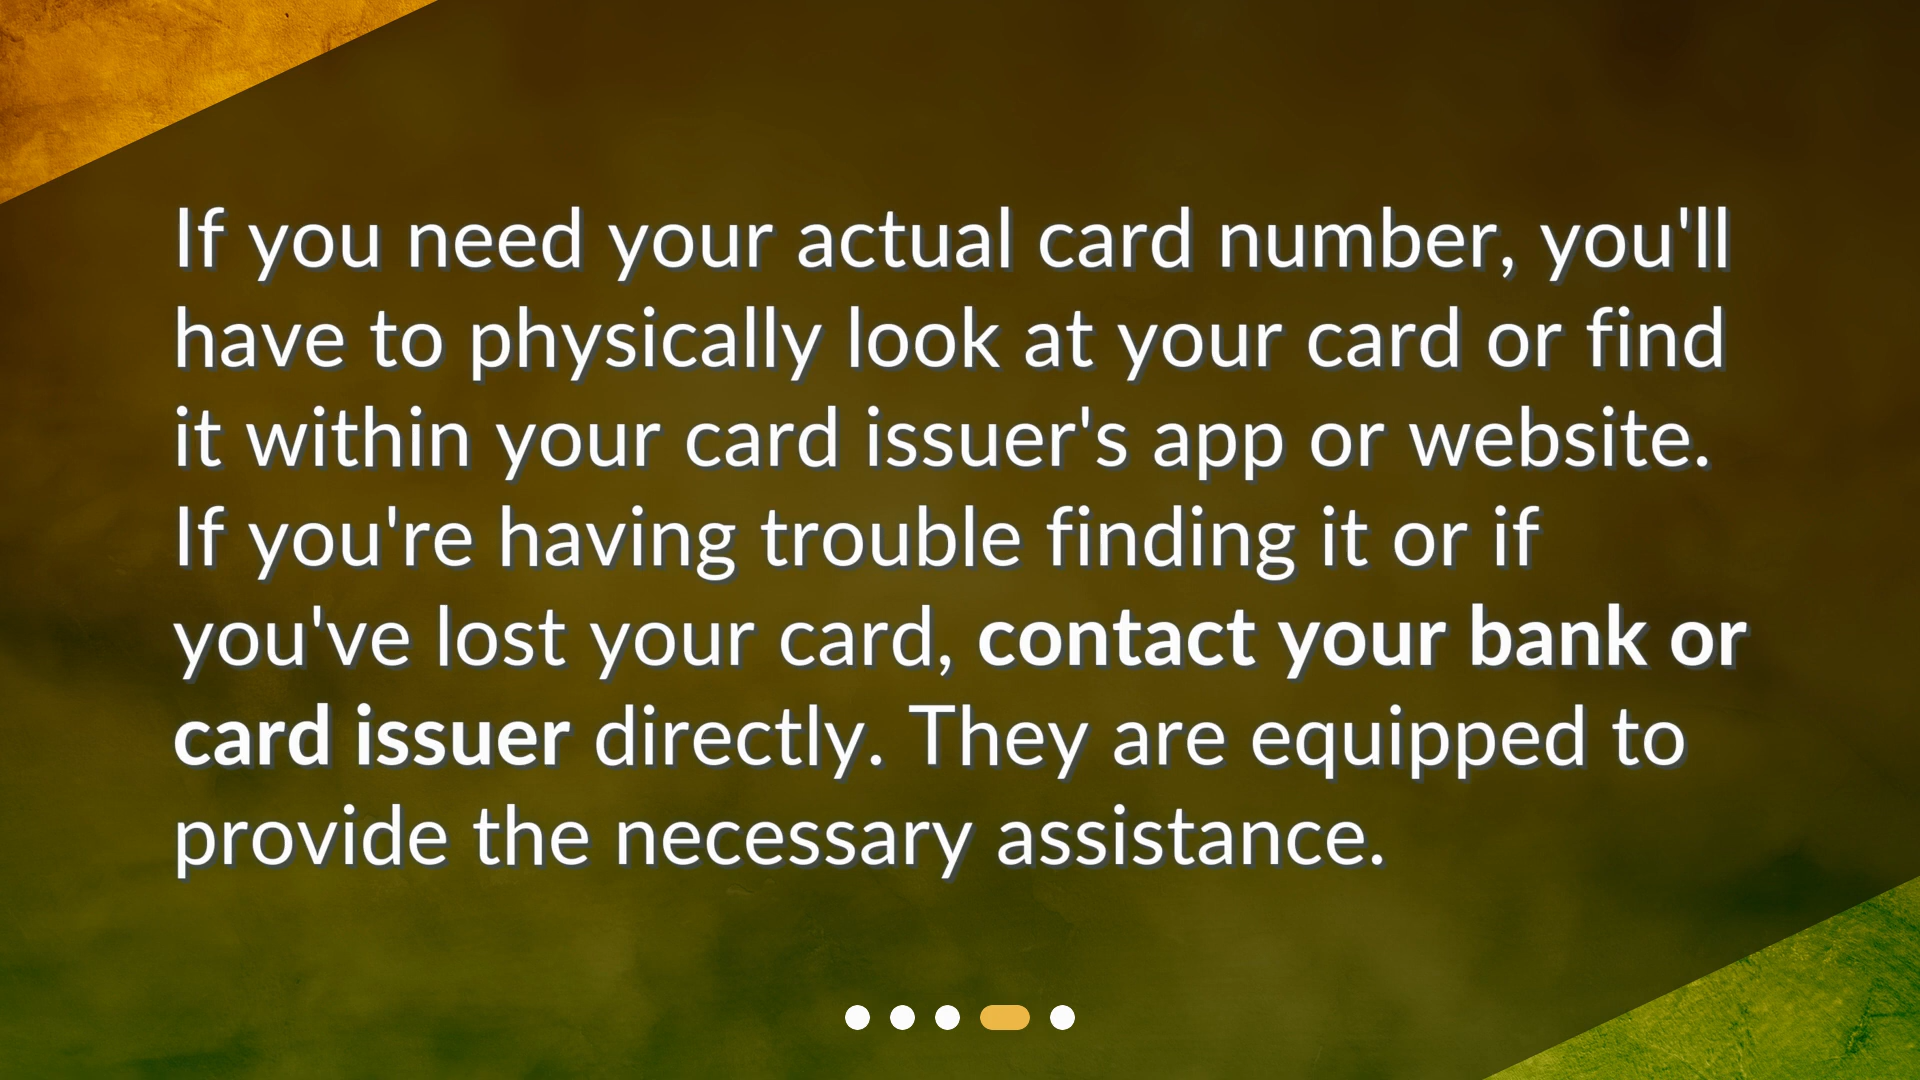 If you need your actual card number, you'll
have to physically look at your card or find
it within your card issuer's app or website.
If you're having trouble finding it or if
you've lost your card, contact your bank or
card issuer directly. They are equipped to
provide the necessary assistance.